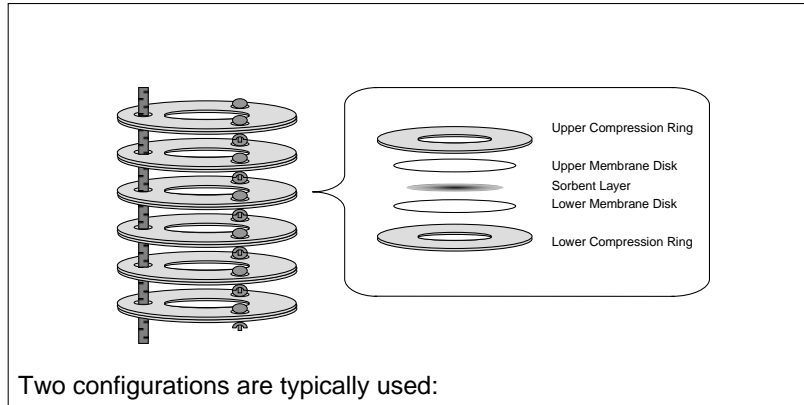 Upper Compression Ring
Upper Membrane Disk
Sorbent Layer
Lower Membrane Disk
Lower Compression Ring
Two configurations are typically used: